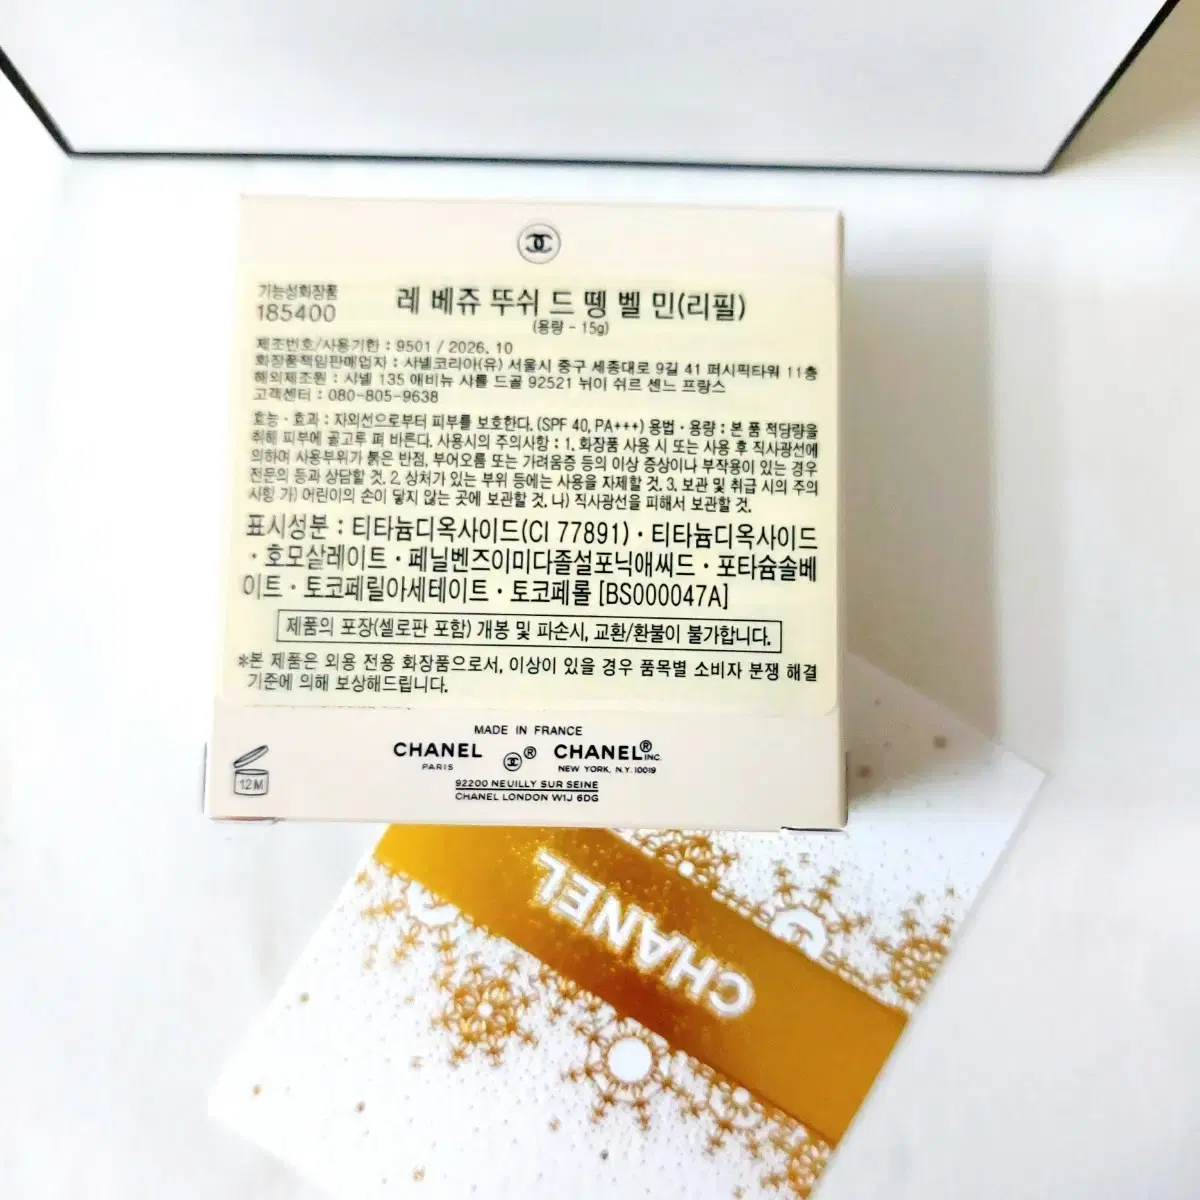 기능성화장품
185400
레 베쥬 뚜쉬 드 뗑 벨 민(리필)
(용량 - 15g)
제조번호/사용기한 : 9501 / 2026. 10
화장품책임판매업자 : 샤넬코리아(유) 서울시 중구 세종대로 9길 41 퍼시픽타워 11층
해외제조원 : 샤넬 135 애비뉴 샤를 드골 92521 뉘이 쉬르 센느 프랑스
고객센터 : 080-805-9638
효능 · 효과 : 자외선으로부터 피부를 보호한다. (SPF 40, PA+++) 용법 · 용량 : 본 품 적당량을
취해 피부에 골고루 펴 바른다. 사용시의 주의사항 : 1. 화장품 사용 시 또는 사용 후 직사광선에
의하여 사용부위가 붉은 반점, 부어오름 또는 가려움증 등의 이상 증상이나 부작용이 있는 경우
전문의 등과 상담할 것. 2. 상처가 있는 부위 등에는 사용을 자제할 것. 3. 보관 및 취급 시의 주의
사항 가) 어린이의 손이 닿지 않는 곳에 보관할 것. 나) 직사광선을 피해서 보관할 것.
표시성분 : 티타늄디옥사이드(CI 77891) · 티타늄디옥사이드
· 호모살레이트 · 페닐벤즈이미다졸설포닉애씨드 · 포타슘솔베
이트 · 토코페릴아세테이트 · 토코페롤 [BS000047A]
제품의 포장(셀로판 포함) 개봉 및 파손시, 교환/환불이 불가합니다.
*본 제품은 외용 전용 화장품으로서, 이상이 있을 경우 품목별 소비자 분쟁 해결
기준에 의해 보상해드립니다.
MADE IN FRANCE
CHANEL ® CHANEL® INC.
PARIS NEW YORK, N.Y. 10019
92200 NEUILLY SUR SEINE
CHANEL LONDON W1J 6DG
12M
CHANEL